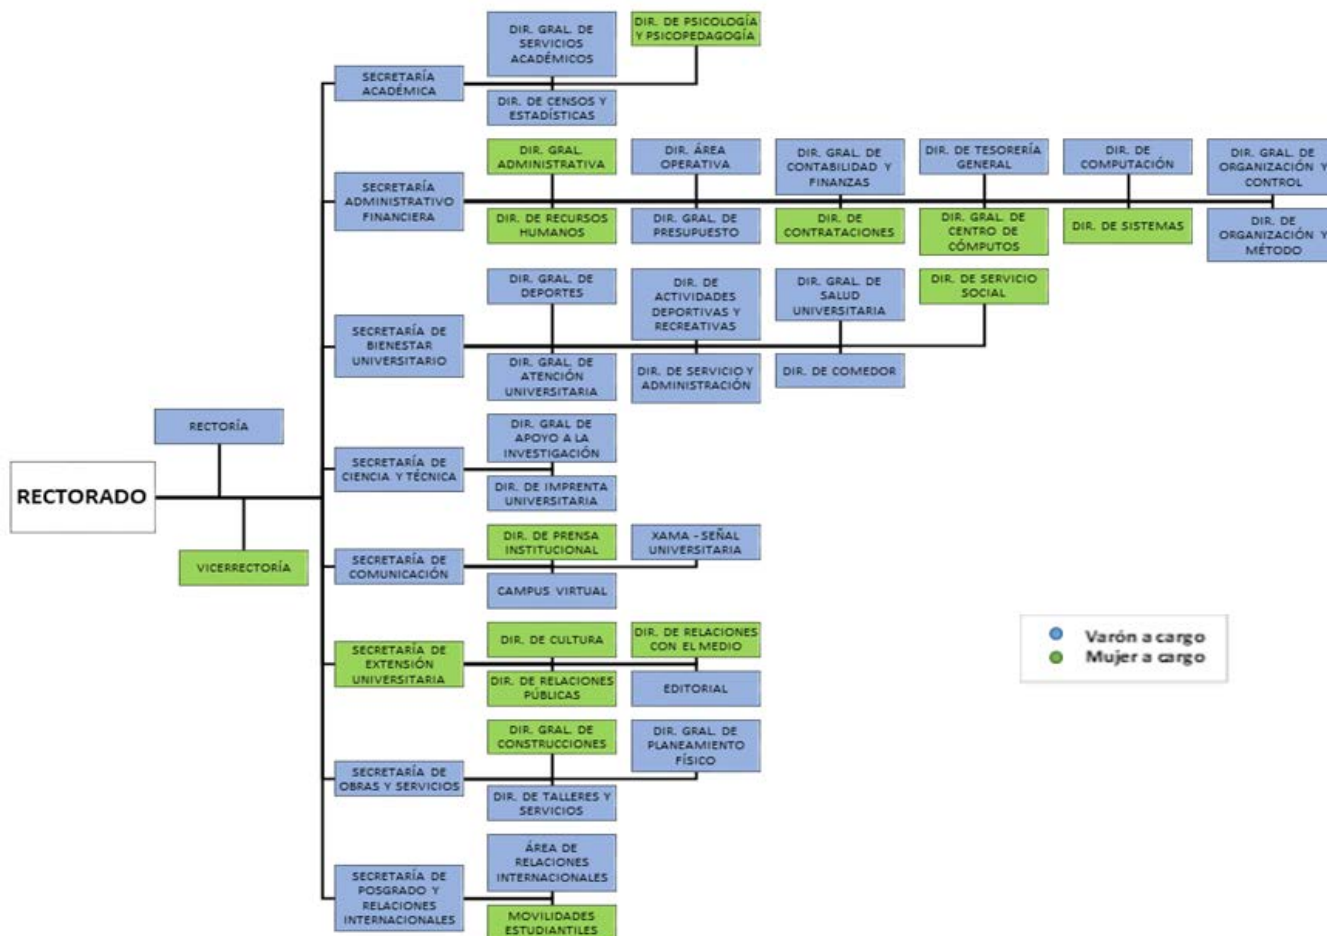 DIR. GRAL. DE
SERVICIOS
ACADÉMICOS
DIR. DE PSICOLOGÍA
Y PSICOPEDAGOGÍA
SECRETARÍA
ACADÉMICA
DIR. DE CENSOS Y
ESTADÍSTICAS
DIR. GRAL.
ADMINISTRATIVA
DIR. ÁREA
OPERATIVA
DIR. GRAL. DE
CONTABILIDAD Y
FINANZAS
DIR. DE TESORERÍA
GENERAL
DIR. DE
COMPUTACIÓN
DIR. GRAL. DE
ORGANIZACIÓN Y
CONTROL
SECRETARÍA
ADMINISTRATIVO
FINANCIERA
DIR. DE RECURSOS
HUMANOS
DIR. GRAL. DE
PRESUPUESTO
DIR. DE
CONTRATACIONES
DIR. GRAL. DE
CENTRO DE
CÓMPUTOS
DIR. DE SISTEMAS
DIR. DE
ORGANIZACIÓN Y
MÉTODO
DIR. GRAL. DE
DEPORTES
DIR. DE
ACTIVIDADES
DEPORTIVAS Y
RECREATIVAS
DIR. GRAL. DE
SALUD
UNIVERSITARIA
DIR. DE SERVICIO
SOCIAL
SECRETARÍA DE
BIENESTAR
UNIVERSITARIO
DIR. GRAL. DE
ATENCIÓN
UNIVERSITARIA
DIR. DE SERVICIO Y
ADMINISTRACIÓN
DIR. DE COMEDOR
RECTORÍA
RECTORADO
VICERRECTORÍA
DIR. GRAL DE
APOYO A LA
INVESTIGACIÓN
SECRETARÍA DE
CIENCIA Y TÉCNICA
DIR. DE IMPRENTA
UNIVERSITARIA
DIR. DE PRENSA
INSTITUCIONAL
XAMA - SEÑAL
UNIVERSITARIA
SECRETARÍA DE
COMUNICACIÓN
CAMPUS VIRTUAL
DIR. DE CULTURA
DIR. DE RELACIONES
CON EL MEDIO
SECRETARÍA DE
EXTENSIÓN
UNIVERSITARIA
DIR. DE RELACIONES
PÚBLICAS
EDITORIAL
DIR. GRAL. DE
CONSTRUCCIONES
DIR. GRAL. DE
PLANEAMIENTO
FÍSICO
SECRETARÍA DE
OBRAS Y SERVICIOS
DIR. DE TALLERES Y
SERVICIOS
ÁREA DE
RELACIONES
INTERNACIONALES
SECRETARÍA DE
POSGRADO Y
RELACIONES
INTERNACIONALES
MOVILIDADES
ESTUDIANTILES
Varón a cargo
Mujer a cargo